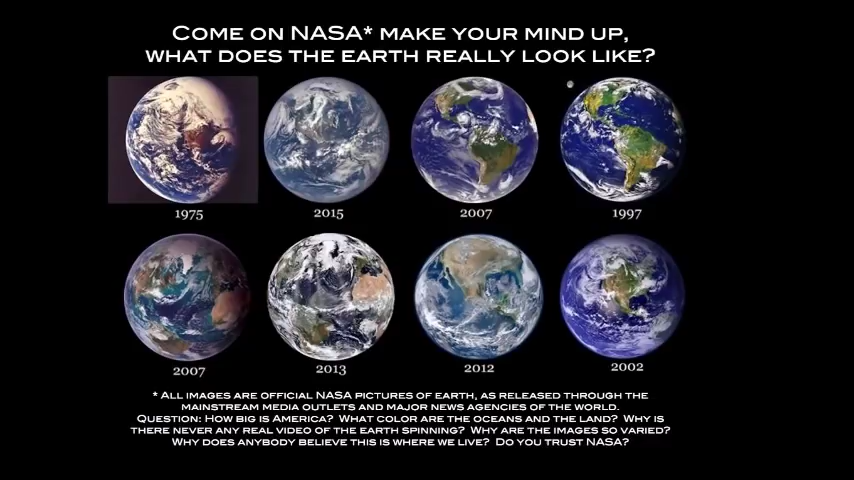 COME ON NASA* MAKE YOUR MIND UP,
WHAT DOES THE EARTH REALLY LOOK LIKE?
1975
2015
2007
1997
2007
2013
2012
2002
* ALL IMAGES ARE OFFICIAL NASA PICTURES OF EARTH, AS RELEASED THROUGH THE
MAINSTREAM MEDIA OUTLETS AND MAJOR NEWS AGENCIES OF THE WORLD.
QUESTION: HOW BIG IS AMERICA? WHAT COLOR ARE THE OCEANS AND THE LAND? WHY IS
THERE NEVER ANY REAL VIDEO OF THE EARTH SPINNING? WHY ARE THE IMAGES SO VARIED?
WHY DOES ANYBODY BELIEVE THIS IS WHERE WE LIVE? DO YOU TRUST NASA?